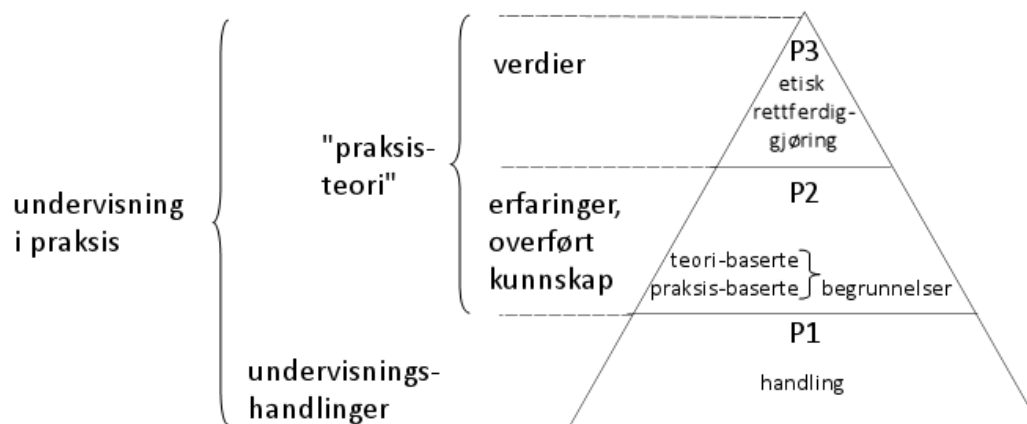 undervisning
i praksis
"praksis-
teori"
undervisnings-
handlinger
verdier
erfaringer,
overført
kunnskap
P3
etisk
rettferdig-
gjøring
P2
teori-baserte
praksis-baserte
begrunnelser
P1
handling